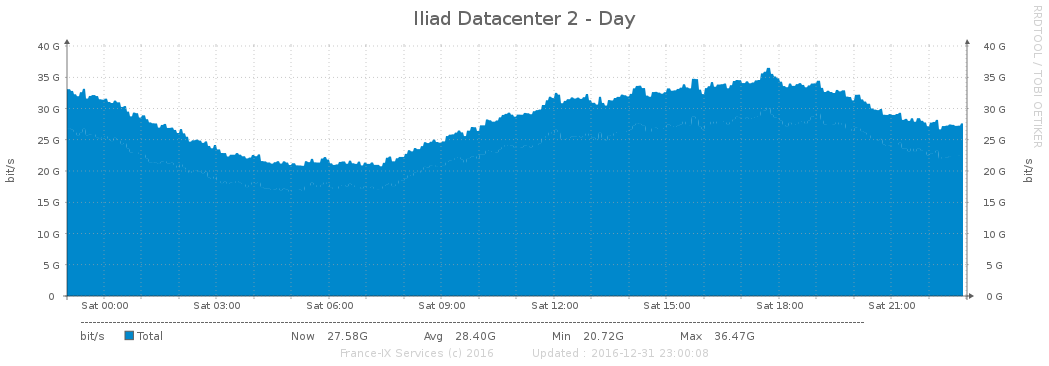 Iliad Datacenter 2 - Day
RRDTOOL / TOBI OETIKER
40 G 40 G
35 G 35 G
30 G 30 G
25 G 25 G
20 G 20 G
15 G 15 G
10 G 10 G
5 G 5 G
0 0 G
bit/s
bit/s
Sat 00:00 Sat 03:00 Sat 06:00 Sat 09:00 Sat 12:00 Sat 15:00 Sat 18:00 Sat 21:00
bit/s Total Now 27.58G Avg 28.40G Min 20.72G Max 36.47G
France-IX Services (c) 2016 Updated : 2016-12-31 23:00:08